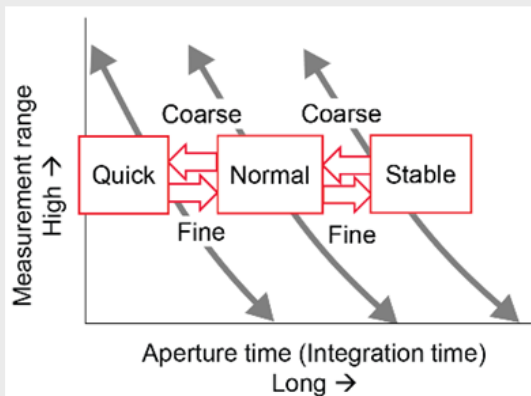 Measurement range
High →
Coarse
Coarse
Quick
Normal
Stable
Fine
Fine
Aperture time (Integration time)
Long →